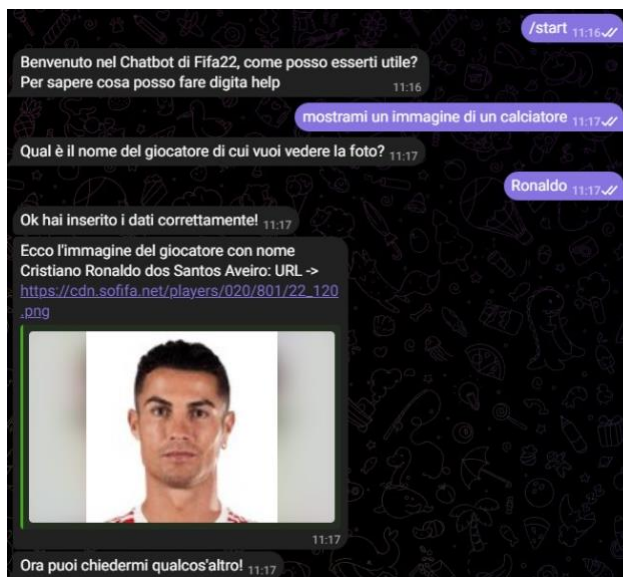 /start 11:16
Benvenuto nel Chatbot di Fifa22, come posso esserti utile?
Per sapere cosa posso fare digita help
11:16
mostrami un immagine di un calciatore 11:17
Qual è il nome del giocatore di cui vuoi vedere la foto? 11:17
Ronaldo 11:17
Ok hai inserito i dati correttamente! 11:17
Ecco l'immagine del giocatore con nome
Cristiano Ronaldo dos Santos Aveiro: URL ->
https://cdn.sofifa.net/players/020/801/22_120
.png
11:17
Ora puoi chiedermi qualcos'altro! 11:17